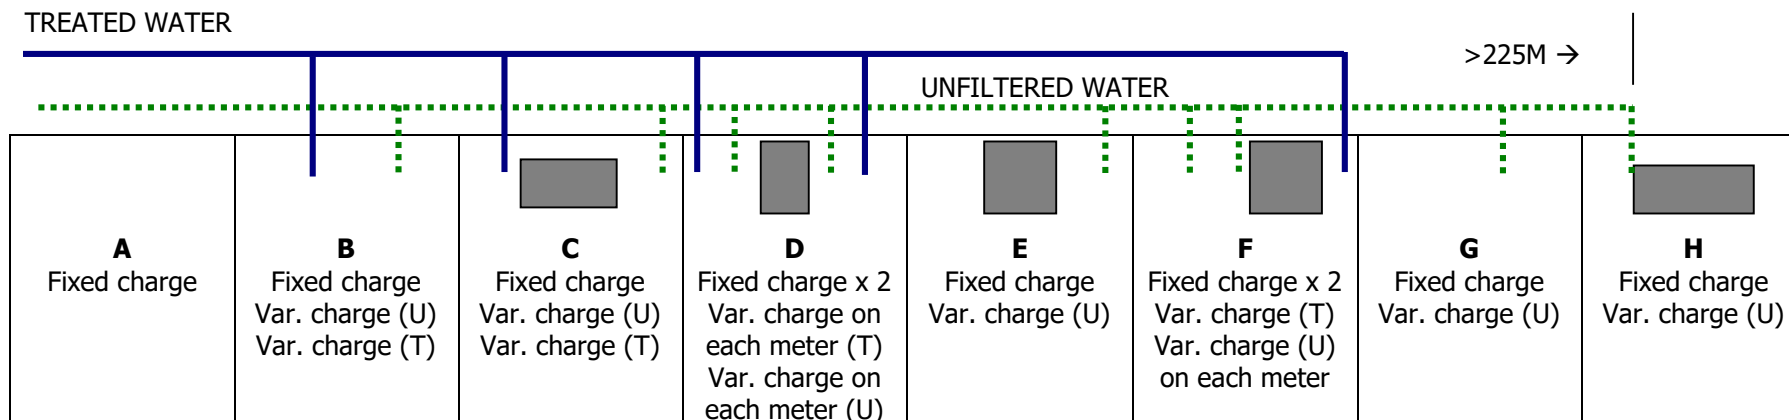 TREATED WATER
>225M →
UNFILTERED WATER
A
Fixed charge
B
Fixed charge
Var. charge (U)
Var. charge (T)
C
Fixed charge
Var. charge (U)
Var. charge (T)
D
Fixed charge x 2
Var. charge on
each meter (T)
Var. charge on
each meter (U)
E
Fixed charge
Var. charge (U)
F
Fixed charge x 2
Var. charge (T)
Var. charge (U)
on each meter
G
Fixed charge
Var. charge (U)
H
Fixed charge
Var. charge (U)